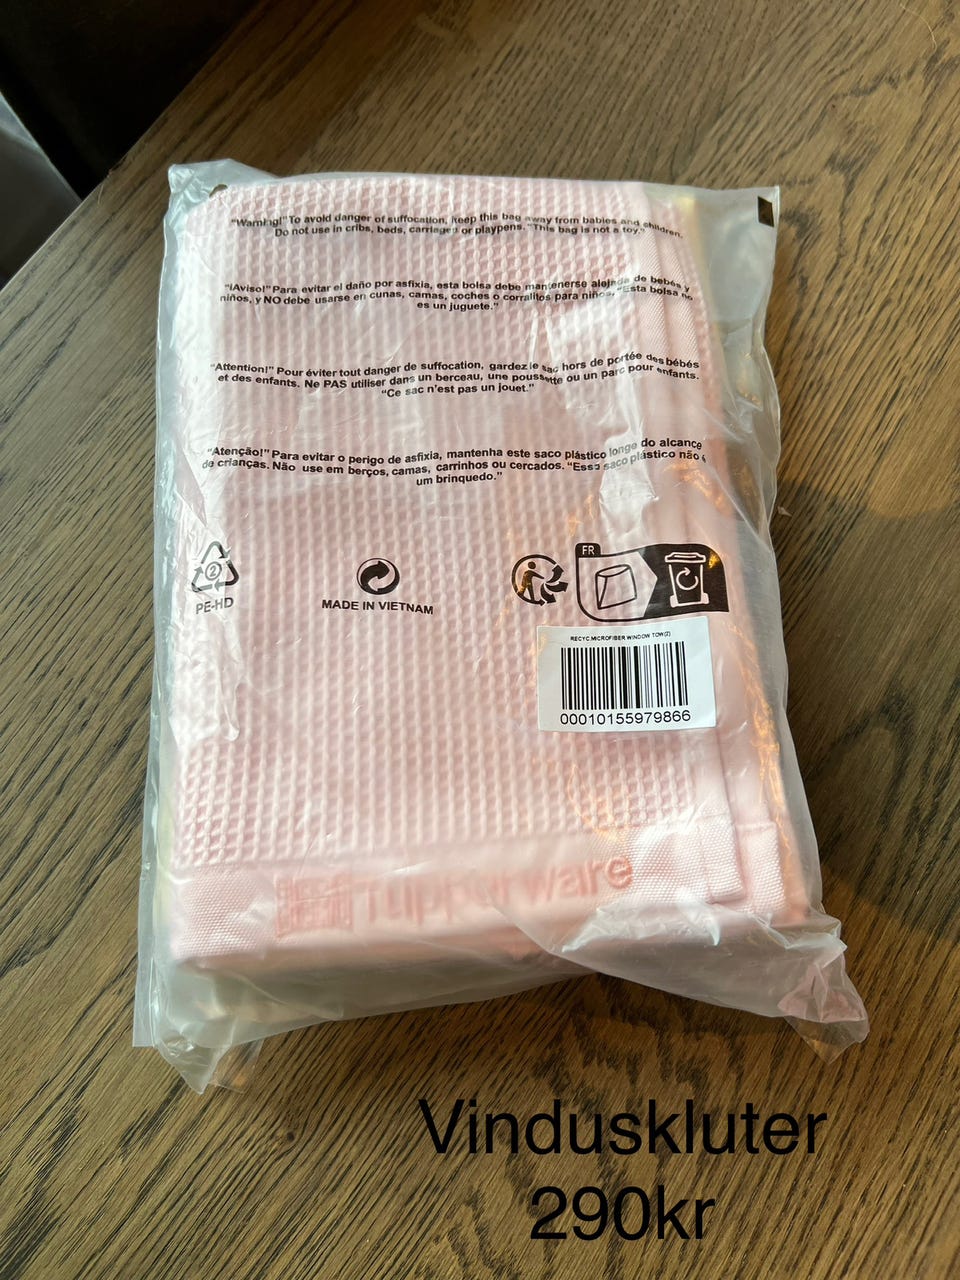 "Warning!" To avoid danger of suffocation, keep this bag away from babies and children.
Do not use in cribs, beds, carriages or playpens. "This bag is not a toy."
"¡Aviso!" Para evitar el daño por asfixia, esta bolsa debe mantenerse alejada de bebés y
niños, y NO debe usarse en cunas, camas, coches o corralitos para niños, "Esta bolsa no
es un juguete."
"Attention!" Pour éviter tout danger de suffocation, gardez le sac hors de portée des bébés
et des enfants. Ne PAS utiliser dans un berceau, une poussette ou un parc pour enfants.
"Ce sac n'est pas un jouet."
"Atenção!" Para evitar o perigo de asfixia, mantenha este saco plástico longe do alcance
de crianças. Não use em berços, camas, carrinhos ou cercados. "Essa saco plástico não é
um brinquedo."
2
PE-HD
MADE IN VIETNAM
FR
RECYC.MICROFIBER WINDOW TOW(2)
00010155979866
Tupperware
Vinduskluter
290kr